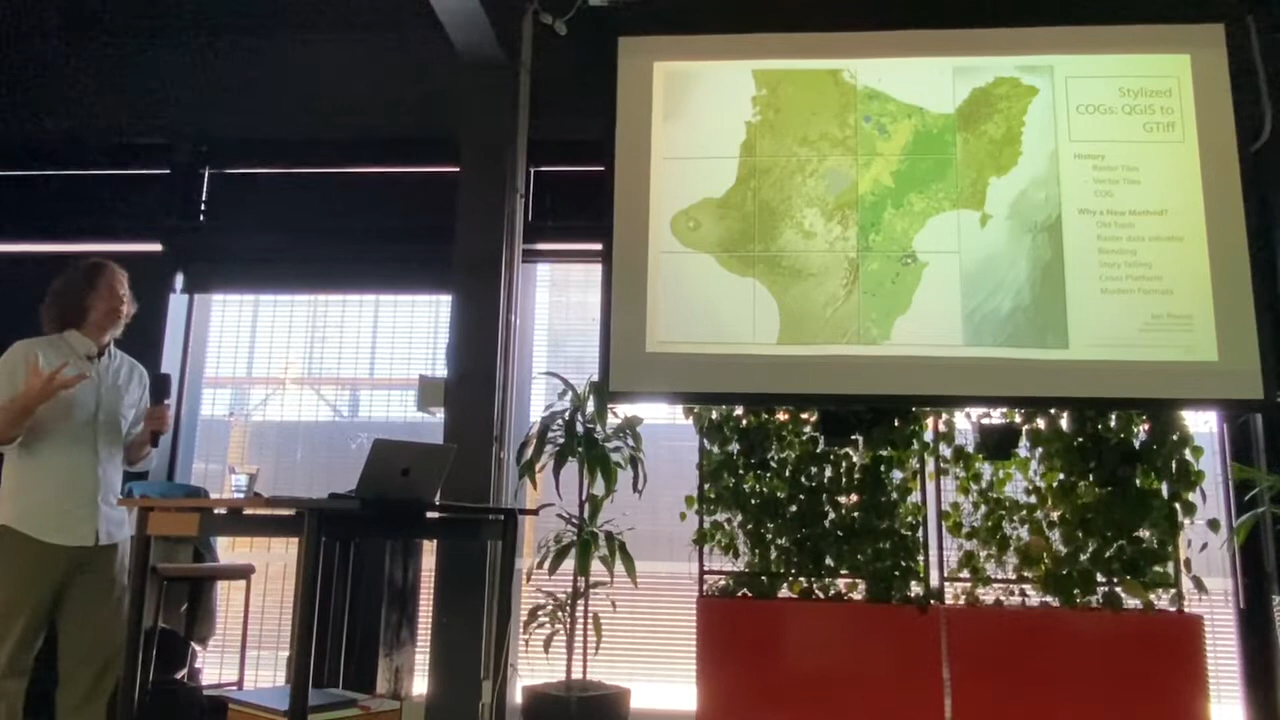 Stylized
COGs: QGIS to
GTiff
History
Raster Tiles
- Vector Tiles
COG
Why a New Method?
Old Tools
Raster data valuable
Blending
Story telling
Cross Platform
Modern Formats